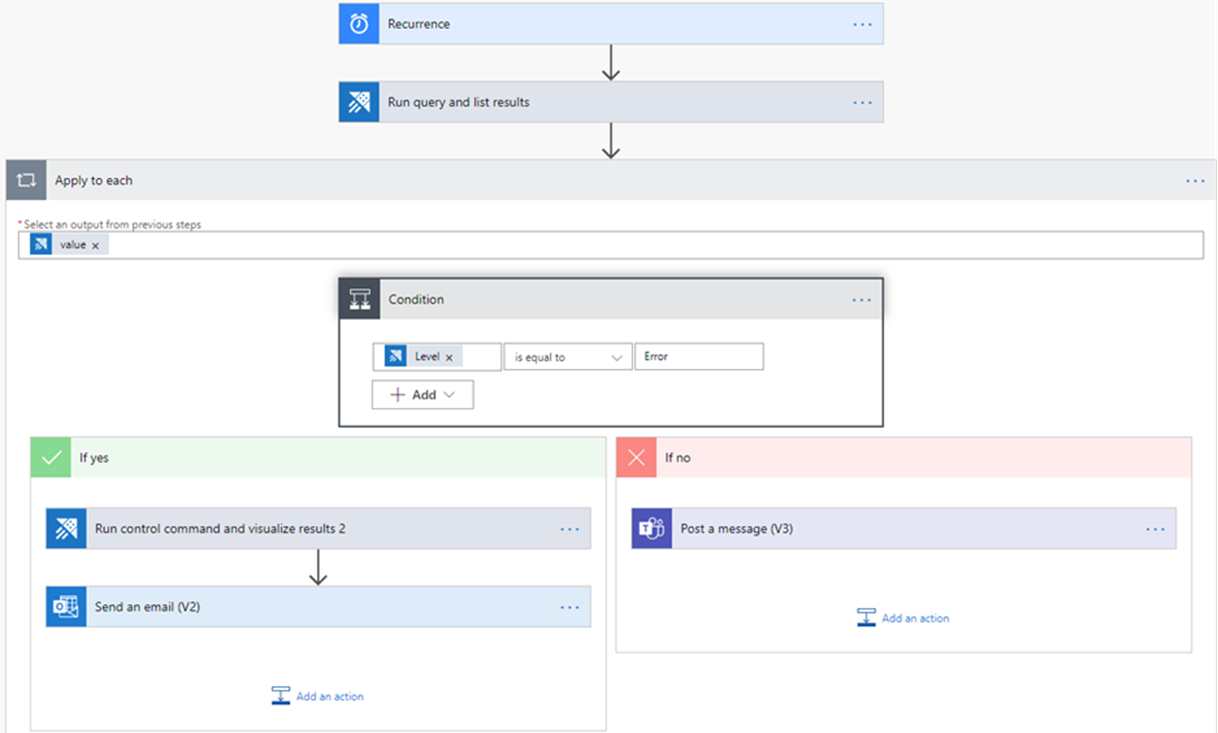 Recurrence
Run query and list results
Apply to each
*Select an output from previous steps
value x
Condition
Level x
is equal to
Error
Add
If yes
Run control command and visualize results 2
Send an email (V2)
Add an action
If no
Post a message (V3)
Add an action